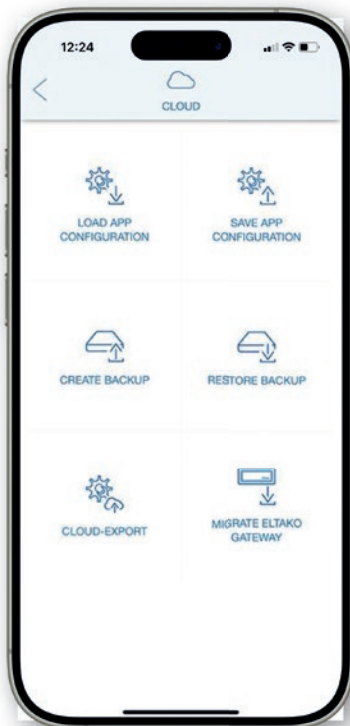 12:24
CLOUD
LOAD APP
CONFIGURATION
SAVE APP
CONFIGURATION
CREATE BACKUP
RESTORE BACKUP
CLOUD-EXPORT
MIGRATE ELTAKO
GATEWAY